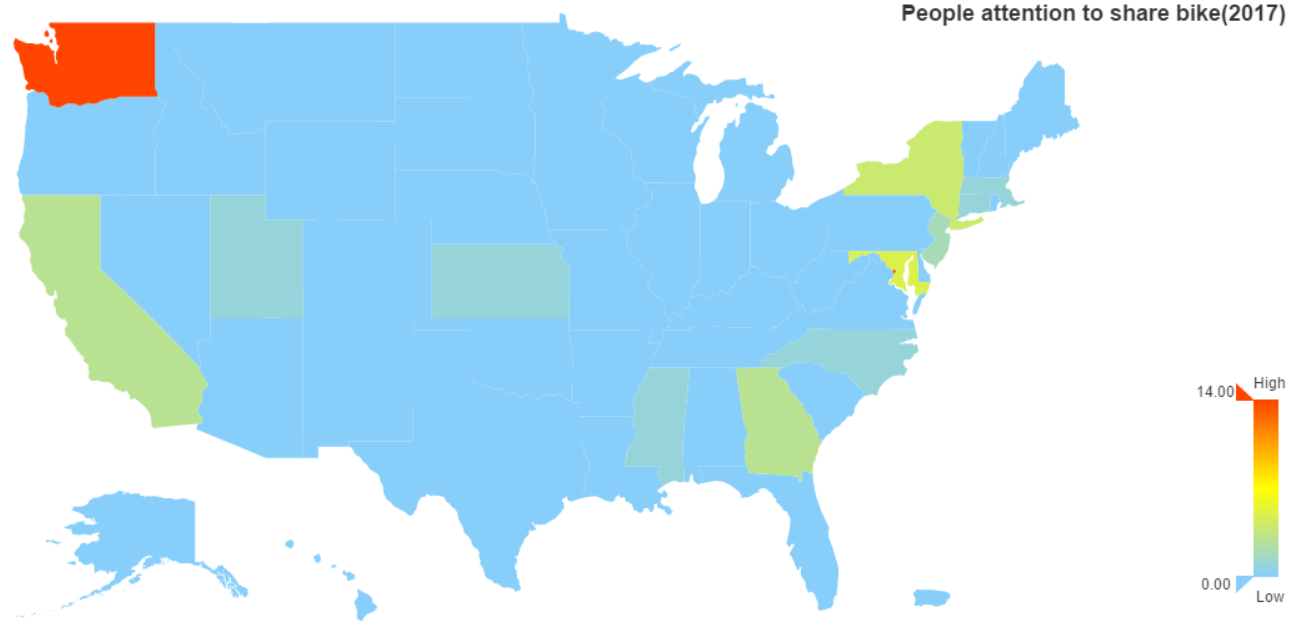 People attention to share bike(2017)
High
14.00
0.00
Low